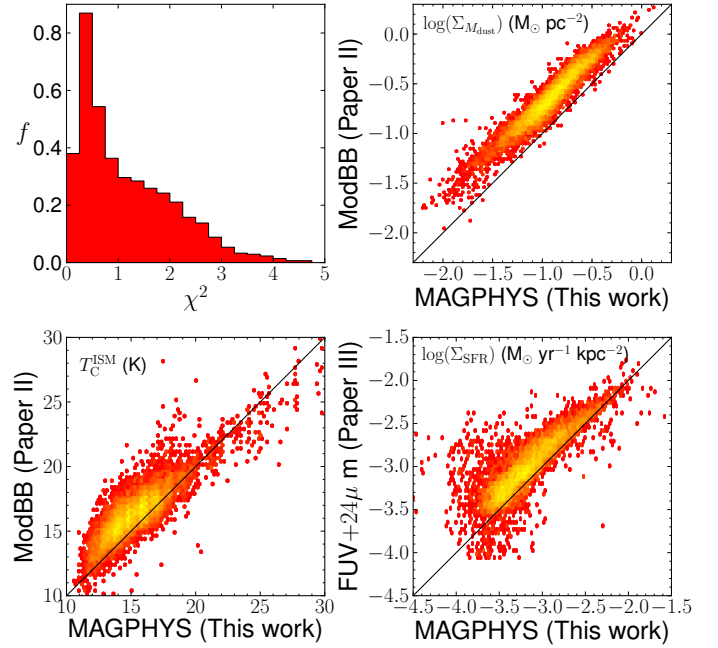 f
0.8
0.6
0.4
0.2
0.0
0 1 2 3 4 5
χ²
log(Σ_{M_dust}) (M⊙ pc⁻²)
ModBB (Paper II)
0.0
−0.5
−1.0
−1.5
−2.0
−2.0 −1.5 −1.0 −0.5 0.0
MAGPHYS (This work)
T_C^ISM (K)
ModBB (Paper II)
30
25
20
15
10
10 15 20 25 30
MAGPHYS (This work)
log(Σ_SFR) (M⊙ yr⁻¹ kpc⁻²)
FUV+24μ m (Paper III)
−1.5
−2.0
−2.5
−3.0
−3.5
−4.0
−4.5
−4.5 −4.0 −3.5 −3.0 −2.5 −2.0 −1.5
MAGPHYS (This work)